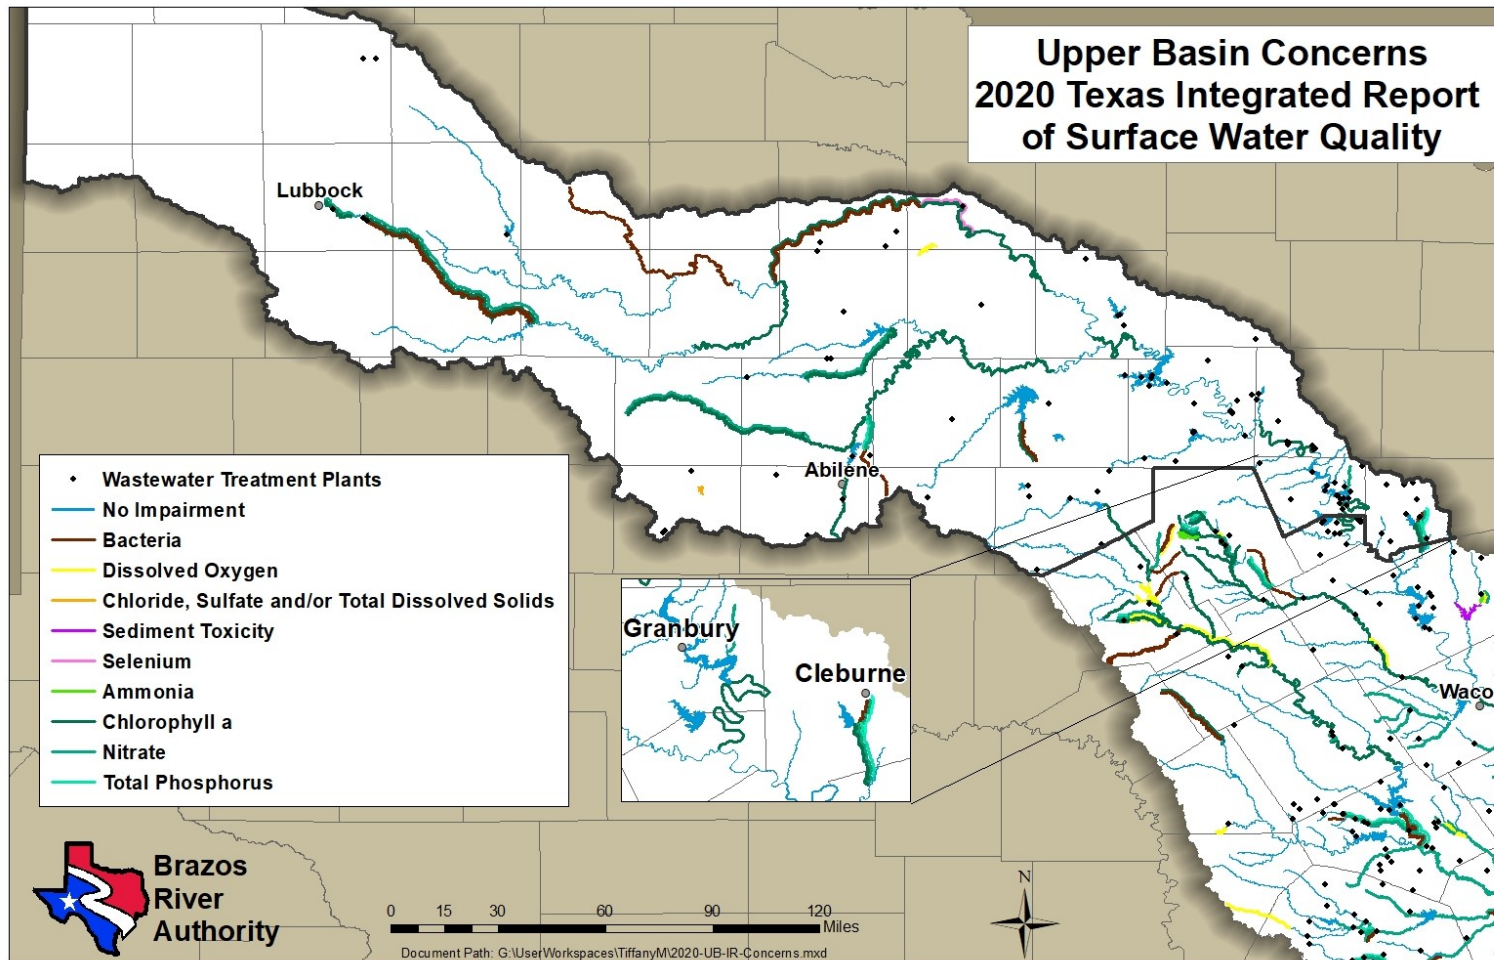 Upper Basin Concerns
2020 Texas Integrated Report
of Surface Water Quality
Lubbock
Abilene
Wastewater Treatment Plants
No Impairment
Bacteria
Dissolved Oxygen
Chloride, Sulfate and/or Total Dissolved Solids
Sediment Toxicity
Selenium
Ammonia
Chlorophyll a
Nitrate
Total Phosphorus
Granbury
Cleburne
Waco
Brazos
River
Authority
0 15 30 60 90 120
Miles
N
Document Path: G:\UserWorkspaces\TiffanyM\2020-UB-IR-Concerns.mxd